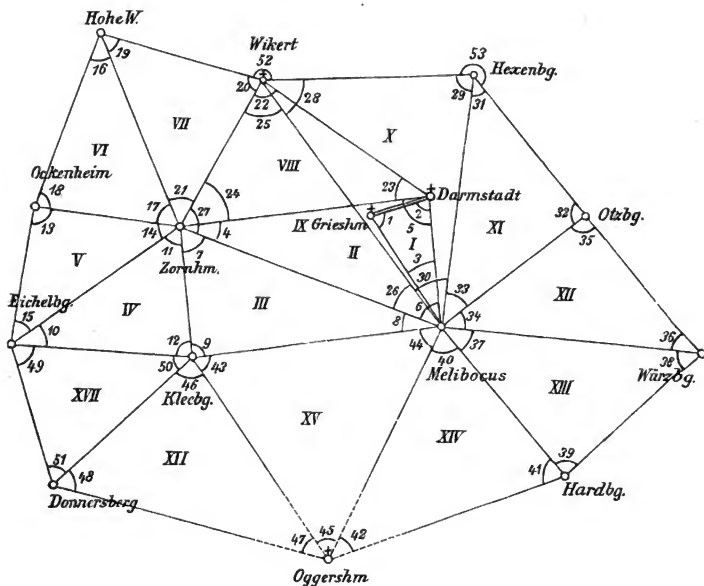 Hohe W.
19
16
Wikert
52
20
22
25
28
53
Hexenbg.
29
31
VII
VI
VIII
X
Ockenheim
18
13
17
21
24
14
27
4
11
7
Zornhm.
23
Darmstadt
Grieshm
1
2
5
IX
II
I
3
XI
32
Otzbg.
35
V
IV
III
26
30
33
6
8
34
37
44
40
Melibocus
XII
Eichelbg.
15
10
49
12
9
50
43
46
Kleebg.
36
38
Würzbg.
XVII
XV
XIII
XIV
XII
51
48
Donnersberg
39
41
Hardbg.
47
45
42
Oggershm